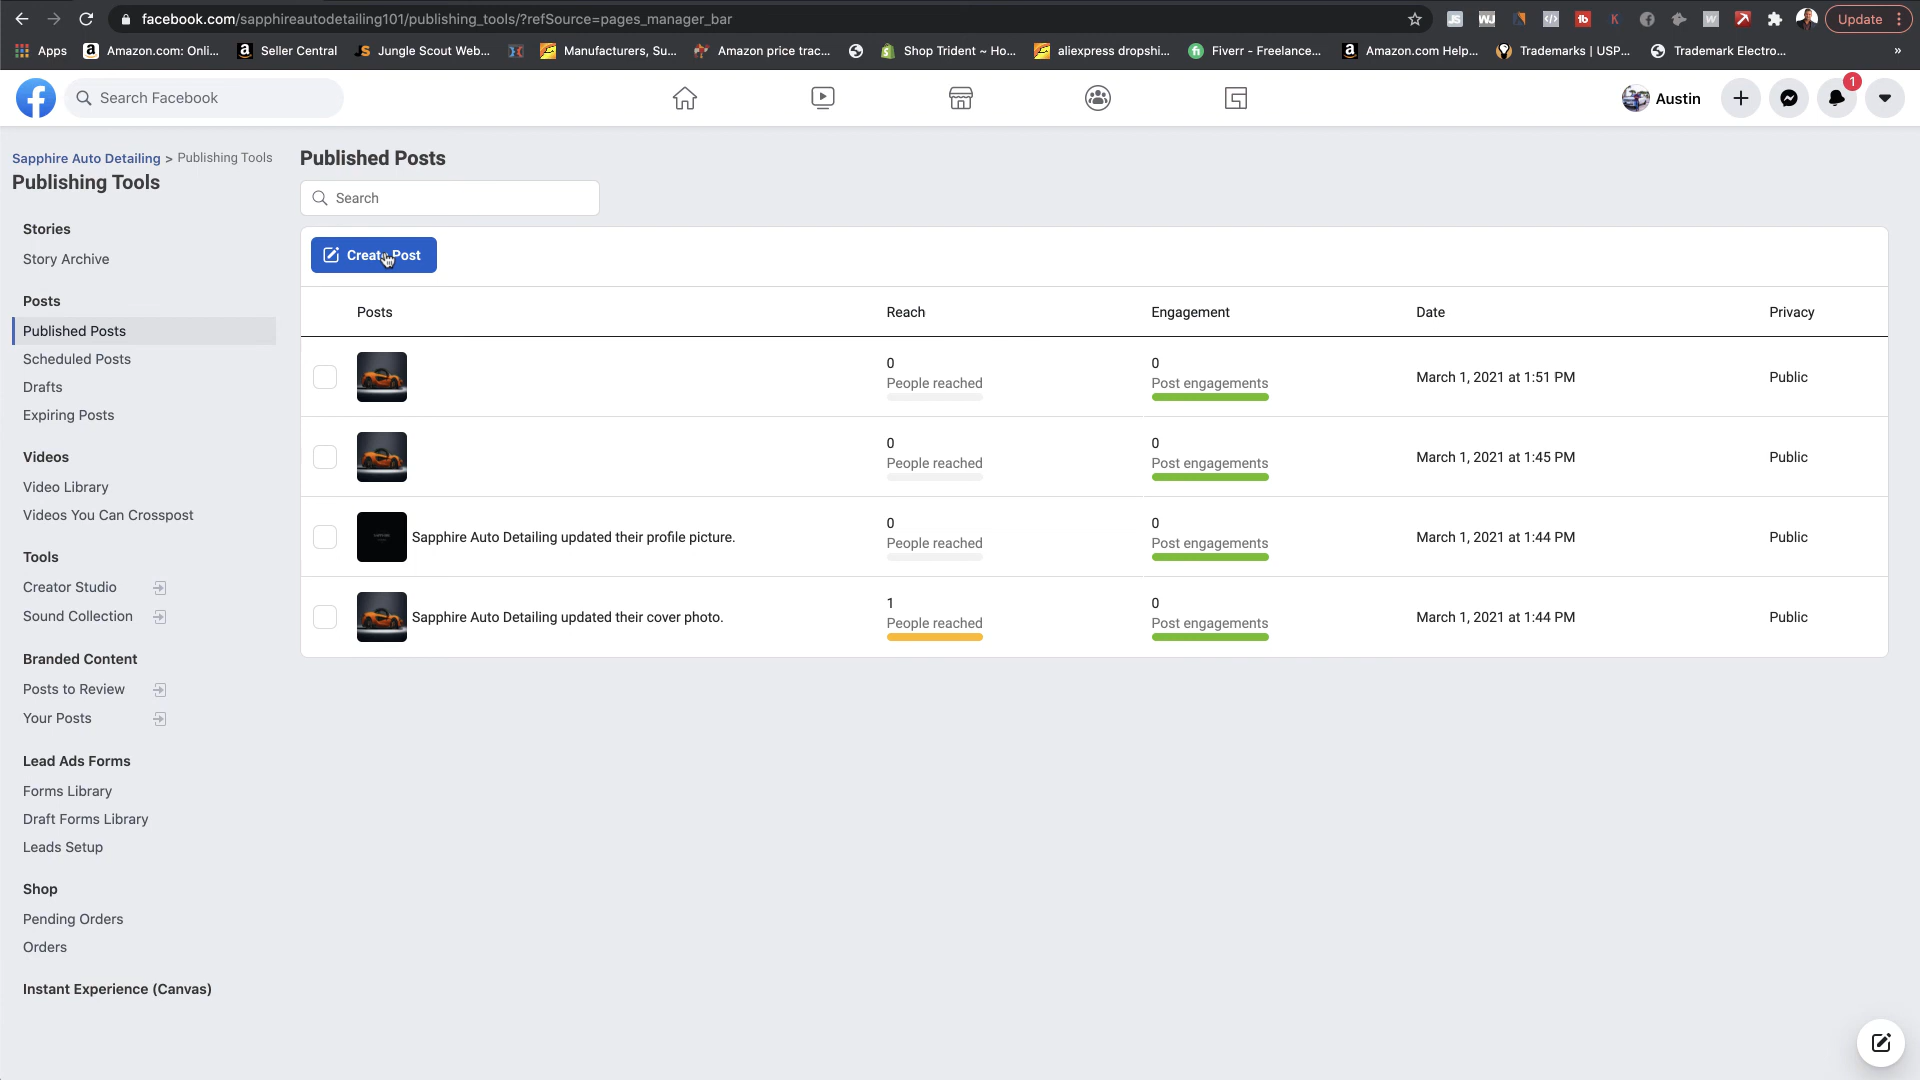 facebook.com/sapphireautodetailing101/publishing_tools/?refSource=pages_manager_bar
Update
Apps
Amazon.com: Onli...
Seller Central
Jungle Scout Web...
Manufacturers, Su...
Amazon price trac...
Shop Trident ~ Ho...
aliexpress dropshi...
Fiverr - Freelance...
Amazon.com Help...
Trademarks | USP...
Trademark Electro...
»
Search Facebook
Austin
1
Sapphire Auto Detailing > Publishing Tools
Publishing Tools
Stories
Story Archive
Posts
Published Posts
Scheduled Posts
Drafts
Expiring Posts
Videos
Video Library
Videos You Can Crosspost
Tools
Creator Studio
Sound Collection
Branded Content
Posts to Review
Your Posts
Lead Ads Forms
Forms Library
Draft Forms Library
Leads Setup
Shop
Pending Orders
Orders
Instant Experience (Canvas)
Published Posts
Search
Create Post
Posts Reach Engagement Date Privacy
0 0
People reached Post engagements March 1, 2021 at 1:51 PM Public
0 0
People reached Post engagements March 1, 2021 at 1:45 PM Public
Sapphire Auto Detailing updated their profile picture.
0 0
People reached Post engagements March 1, 2021 at 1:44 PM Public
Sapphire Auto Detailing updated their cover photo.
1 0
People reached Post engagements March 1, 2021 at 1:44 PM Public